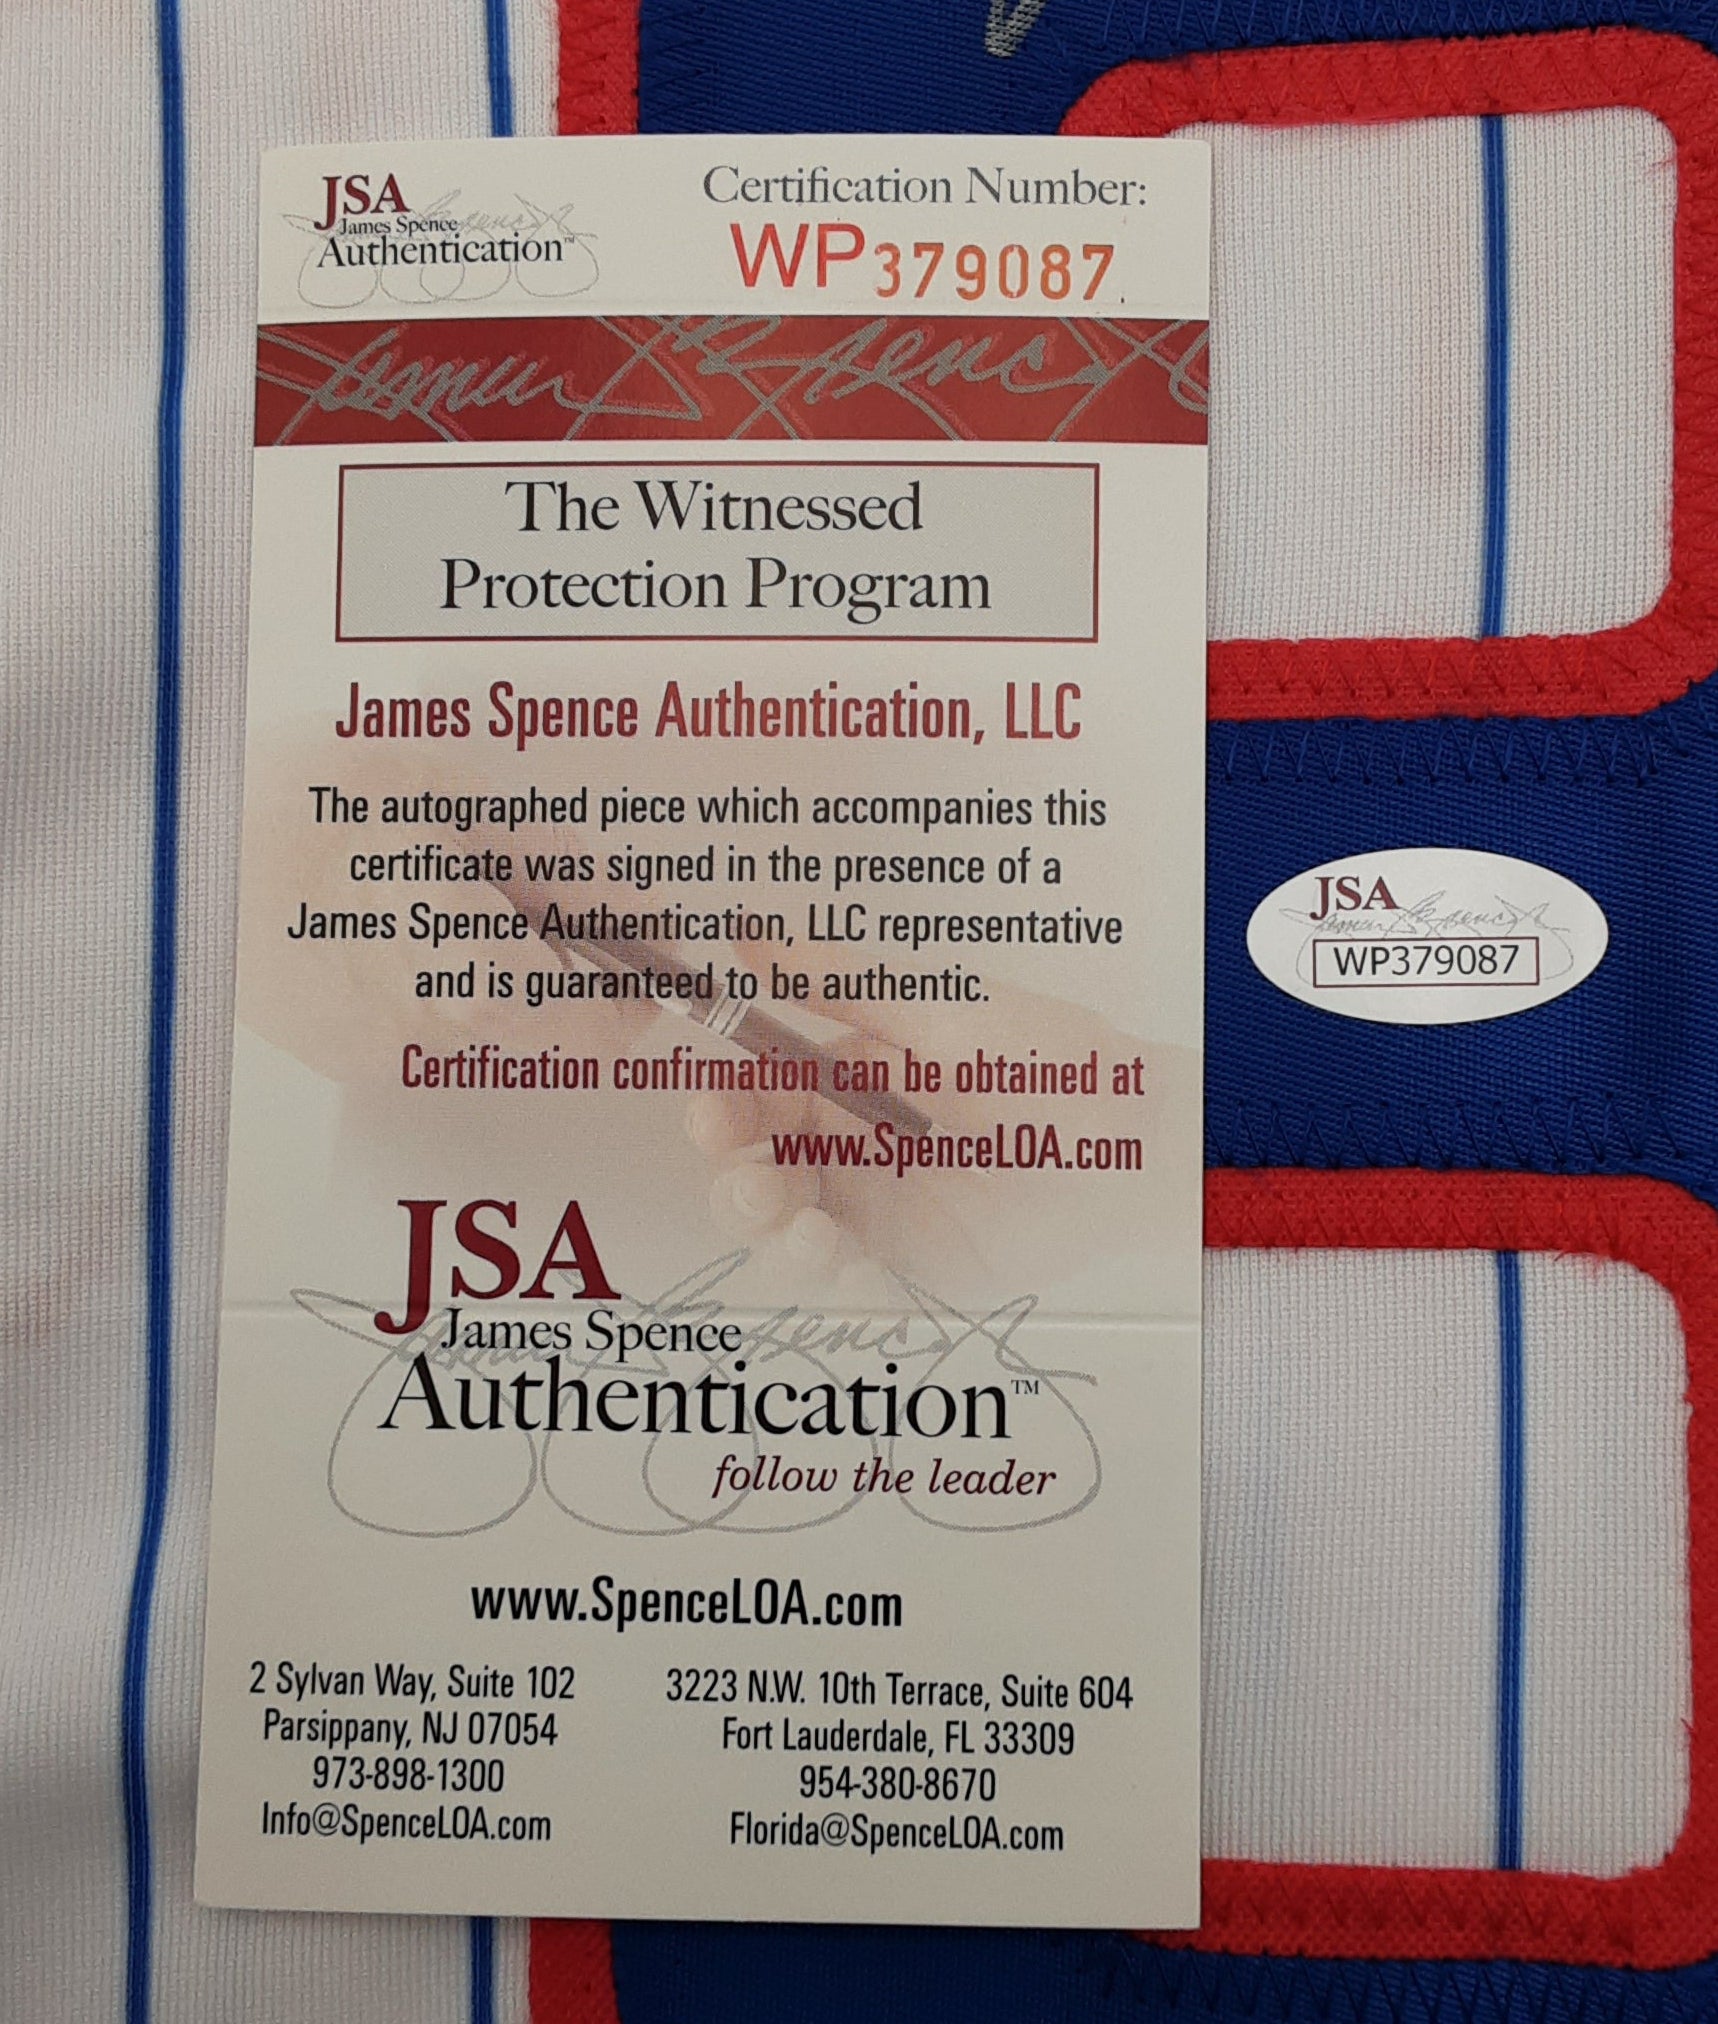 JSA
James Spence
Authentication™
Certification Number:
WP379087
The Witnessed
Protection Program
James Spence Authentication, LLC
The autographed piece which accompanies this
certificate was signed in the presence of a
James Spence Authentication, LLC representative
and is guaranteed to be authentic.
Certification confirmation can be obtained at
www.SpenceLOA.com
JSA
James Spence
Authentication™
follow the leader
www.SpenceLOA.com
2 Sylvan Way, Suite 102
Parsippany, NJ 07054
973-898-1300
Info@SpenceLOA.com
3223 N.W. 10th Terrace, Suite 604
Fort Lauderdale, FL 33309
954-380-8670
Florida@SpenceLOA.com
JSA
WP379087